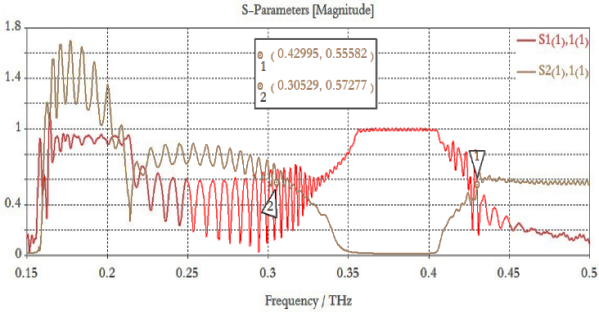 S-Parameters [Magnitude]
1.8
1.4
1
0.4
0
0.15 0.2 0.25 0.3 0.35 0.4 0.45 0.5
Frequency / THz
( 0.42995, 0.55582 )
1
( 0.30529, 0.57277 )
2
S1(1),1(1)
S2(1),1(1)
2
1